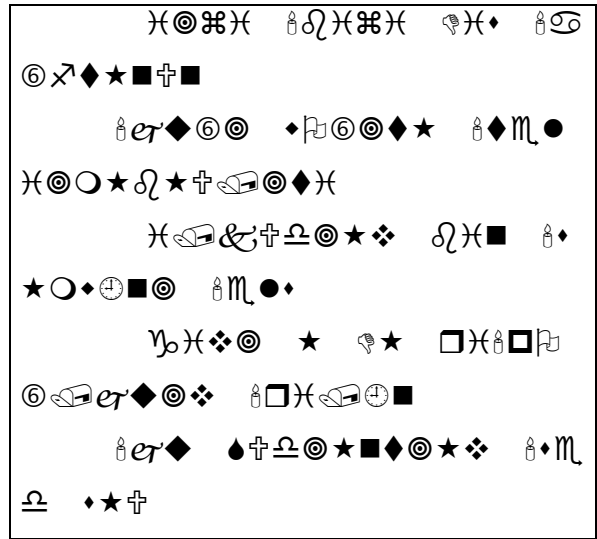 ♓◎⌘♓ 🕯♌♓⌘♓ 👎♓⬩ 🕯♋
⑥♐⧫★■✞■
🕯🙰◆⑥◎ ⬥🏱⑥◎⧫★ 🕯⧫♏●
♓◎❍★♌★✞🖅◎⧫♓
♓🖅🙵✞♎◎★❖ ♌♓■ 🕯⬩
★❍⬥🕘■◎ 🕯♏●⬩
♑♓❖◎ ★ 👎★ ❒♓🕯◘🏱
⑥🖅🙰◆◎❖ 🕯❒♓🖅🕘■
🕯🙰◆ 💧✞♎◎★■⧫◎★❖ 🕯⬩♏
♎ ⬩★✞